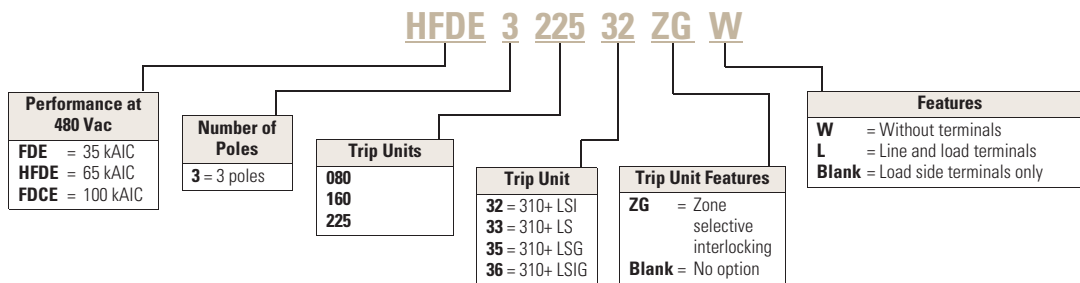 HFDE 3 225 32 ZG W
Performance at
480 Vac
FDE = 35 kAIC
HFDE = 65 kAIC
FDCE = 100 kAIC
Number of
Poles
3 = 3 poles
Trip Units
080
160
225
Trip Unit
32 = 310+ LSI
33 = 310+ LS
35 = 310+ LSG
36 = 310+ LSIG
Trip Unit Features
ZG = Zone
selective
interlocking
Blank = No option
Features
W = Without terminals
L = Line and load terminals
Blank = Load side terminals only